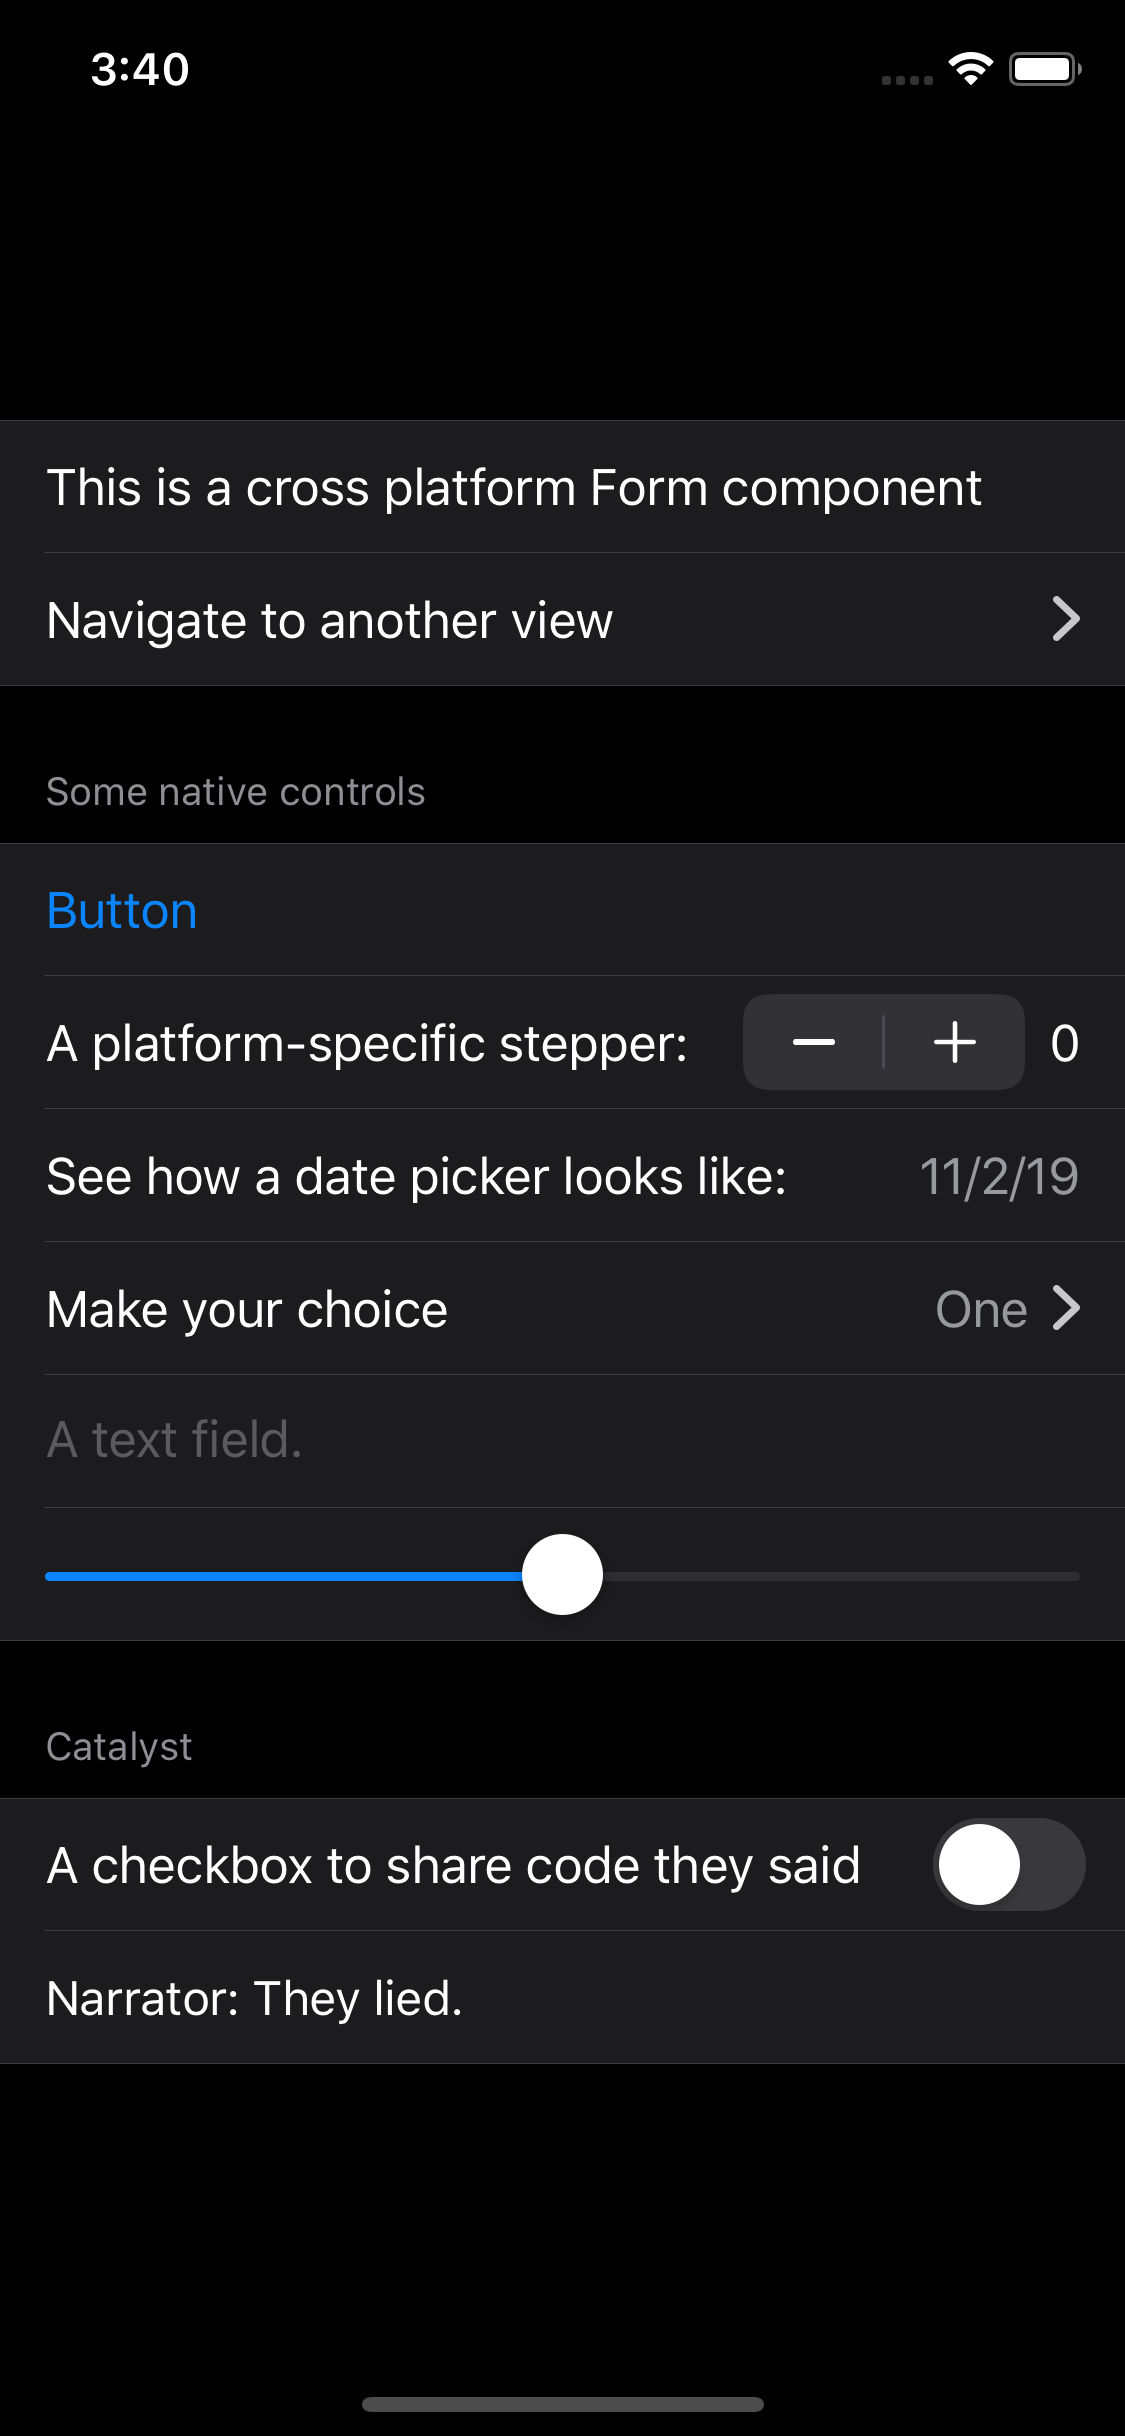 3:40
This is a cross platform Form component
Navigate to another view
Some native controls
Button
A platform-specific stepper: 0
See how a date picker looks like: 11/2/19
Make your choice One
A text field.
Catalyst
A checkbox to share code they said
Narrator: They lied.